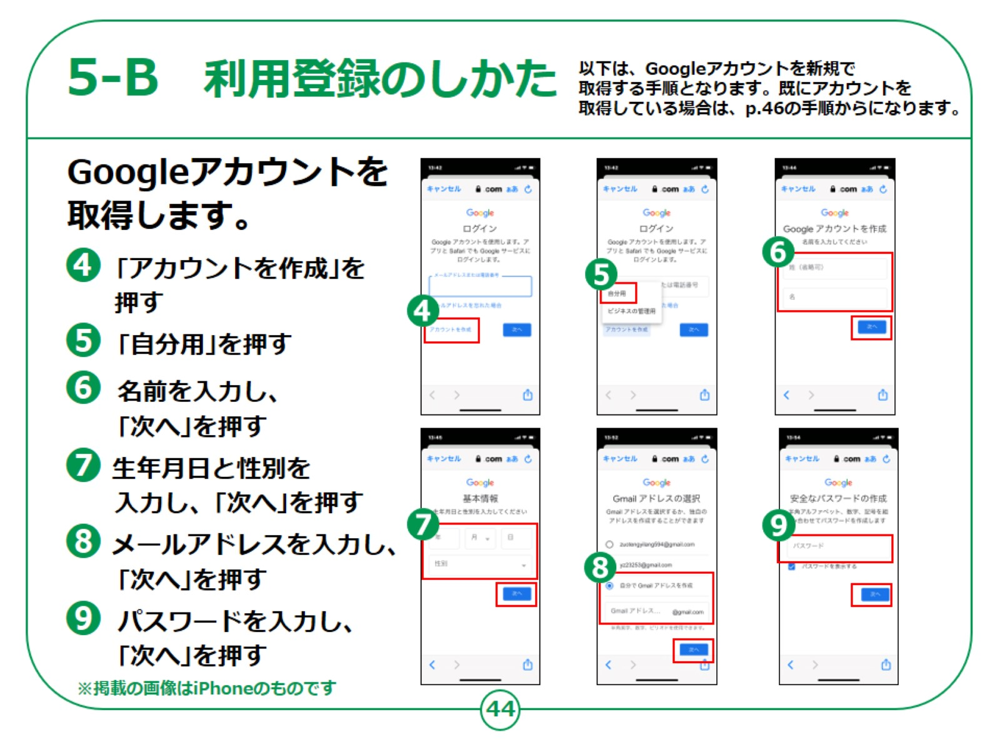 5-B 利用登録のしかた
以下は、Googleアカウントを新規で
取得する手順となります。既にアカウントを
取得している場合は、p.46の手順からになります。
Googleアカウントを
取得します。
4 「アカウントを作成」を
押す
5 「自分用」を押す
6 名前を入力し、
「次へ」を押す
7 生年月日と性別を
入力し、「次へ」を押す
8 メールアドレスを入力し、
「次へ」を押す
9 パスワードを入力し、
「次へ」を押す
※掲載の画像はiPhoneのものです
13:42
キャンセル .com ぁあ
Google
ログイン
Google アカウントを使用します。ア
プリと Safari でも Google サービスに
ログインします。
メールアドレスまたは電話番号
4
ールアドレスを忘れた場合
アカウントを作成 次へ
13:42
キャンセル .com ぁあ
Google
ログイン
Google アカウントを使用します。ア
プリと Safari でも Google サービスに
ログインします。
5
たは電話番号
自分用
た場合
ビジネスの管理用
アカウントを作成 次へ
13:44
キャンセル .com ぁあ
Google
Google アカウントを作成
名前を入力してください
6
姓（省略可）
名
次へ
13:45
キャンセル .com ぁあ
Google
基本情報
生年月日と性別を入力してください
7
年 月 日
性別
次へ
13:52
キャンセル .com ぁあ
Google
Gmail アドレスの選択
Gmail アドレスを選択するか、独自の
アドレスを作成することができます
zuotengyilang594@gmail.com
8
yz23253@gmail.com
自分で Gmail アドレスを作成
Gmail アドレス... @gmail.com
半角英字、数字、ピリオドを使用できます。
次へ
13:54
キャンセル .com ぁあ
Google
安全なパスワードの作成
半角アルファベット、数字、記号を組
み合わせてパスワードを作成します
9
パスワード
パスワードを表示する
次へ
44